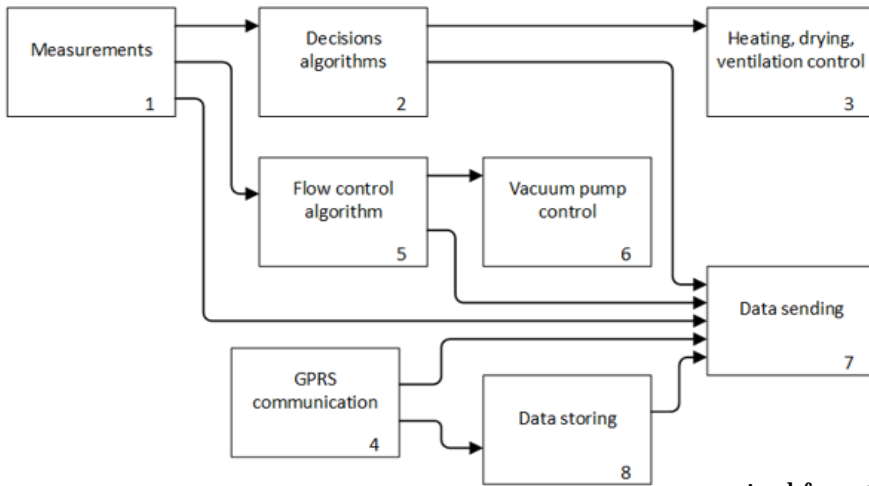 Measurements
1
Decisions
algorithms
2
Heating, drying,
ventilation control
3
Flow control
algorithm
5
Vacuum pump
control
6
Data sending
7
GPRS
communication
4
Data storing
8